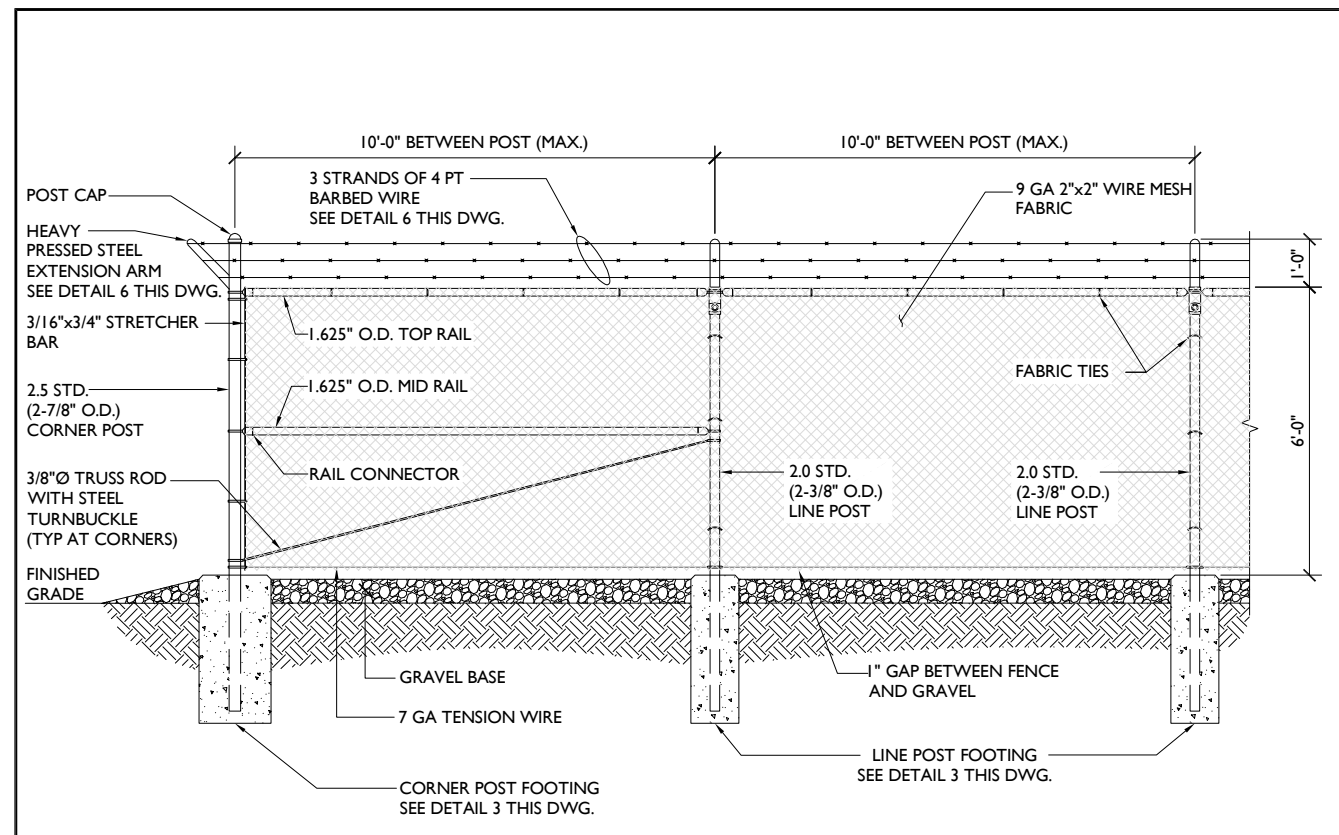 10'-0" BETWEEN POST (MAX.)
10'-0" BETWEEN POST (MAX.)
POST CAP
3 STRANDS OF 4 PT
BARBED WIRE
SEE DETAIL 6 THIS DWG.
9 GA 2"x2" WIRE MESH
FABRIC
HEAVY
PRESSED STEEL
EXTENSION ARM
SEE DETAIL 6 THIS DWG.
1'-0"
3/16"x3/4" STRETCHER
BAR
1.625" O.D. TOP RAIL
FABRIC TIES
2.5 STD.
(2-7/8" O.D.)
CORNER POST
1.625" O.D. MID RAIL
6'-0"
RAIL CONNECTOR
2.0 STD.
(2-3/8" O.D.)
LINE POST
2.0 STD.
(2-3/8" O.D.)
LINE POST
3/8"Ø TRUSS ROD
WITH STEEL
TURNBUCKLE
(TYP AT CORNERS)
FINISHED
GRADE
GRAVEL BASE
1" GAP BETWEEN FENCE
AND GRAVEL
7 GA TENSION WIRE
LINE POST FOOTING
SEE DETAIL 3 THIS DWG.
CORNER POST FOOTING
SEE DETAIL 3 THIS DWG.